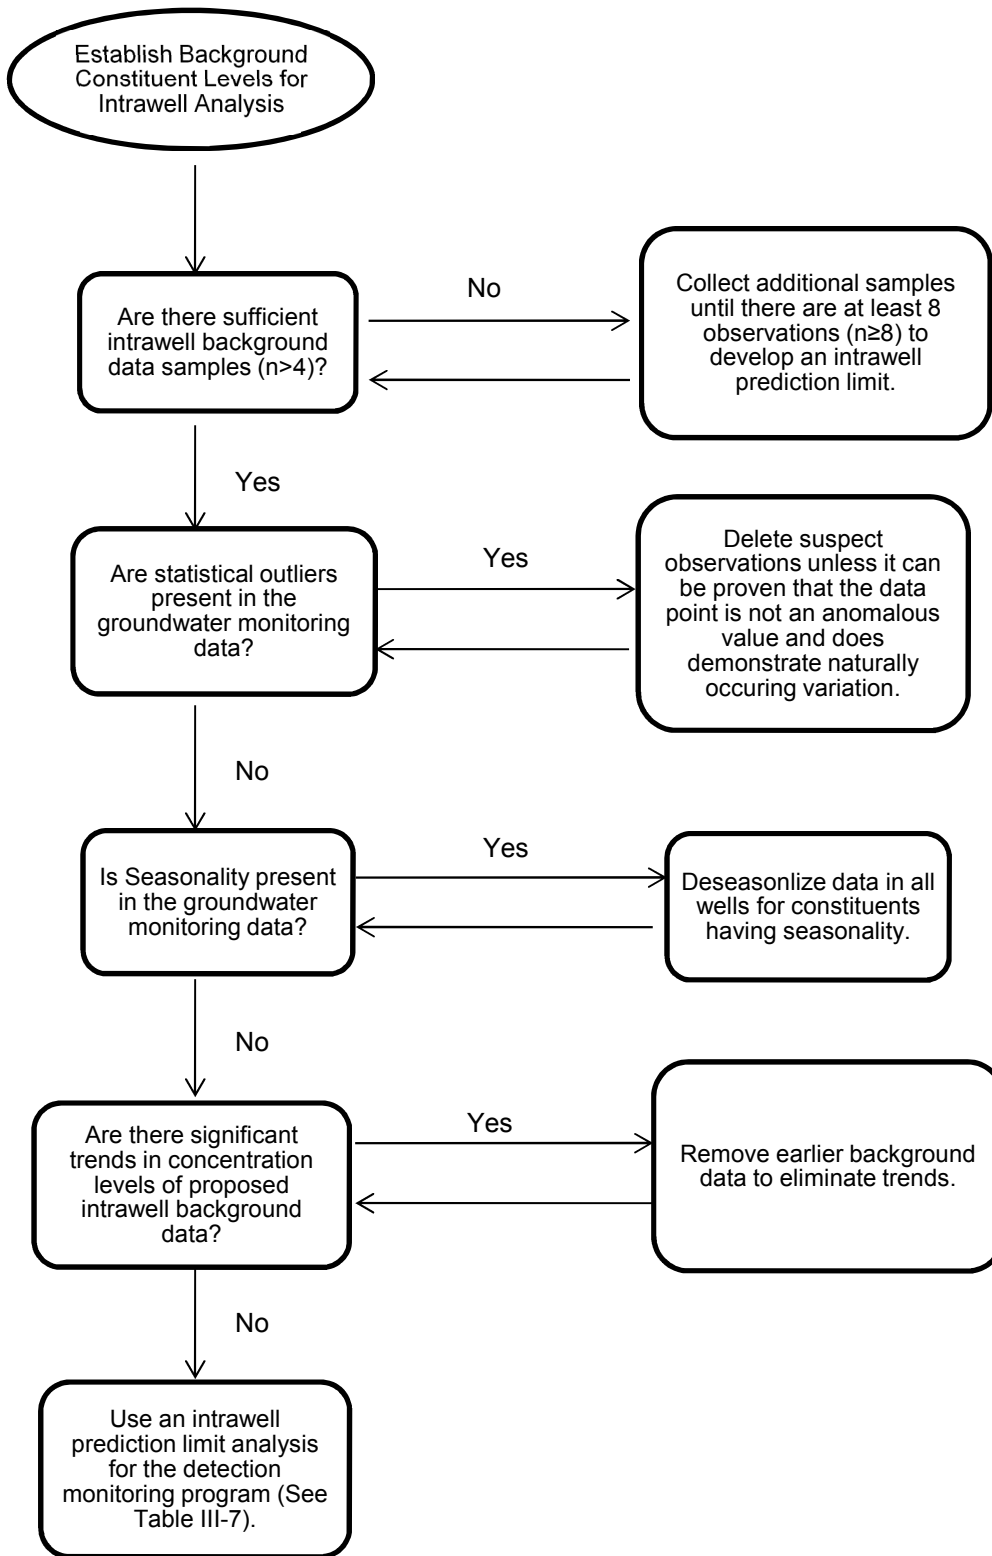 Establish Background
Constituent Levels for
Intrawell Analysis
Are there sufficient
intrawell background
data samples (n>4)?
No
Collect additional samples
until there are at least 8
observations (n≥8) to
develop an intrawell
prediction limit.
Yes
Are statistical outliers
present in the
groundwater monitoring
data?
Yes
Delete suspect
observations unless it can
be proven that the data
point is not an anomalous
value and does
demonstrate naturally
occuring variation.
No
Is Seasonality present
in the groundwater
monitoring data?
Yes
Deseasonlize data in all
wells for constituents
having seasonality.
No
Are there significant
trends in concentration
levels of proposed
intrawell background
data?
Yes
Remove earlier background
data to eliminate trends.
No
Use an intrawell
prediction limit analysis
for the detection
monitoring program (See
Table III-7).